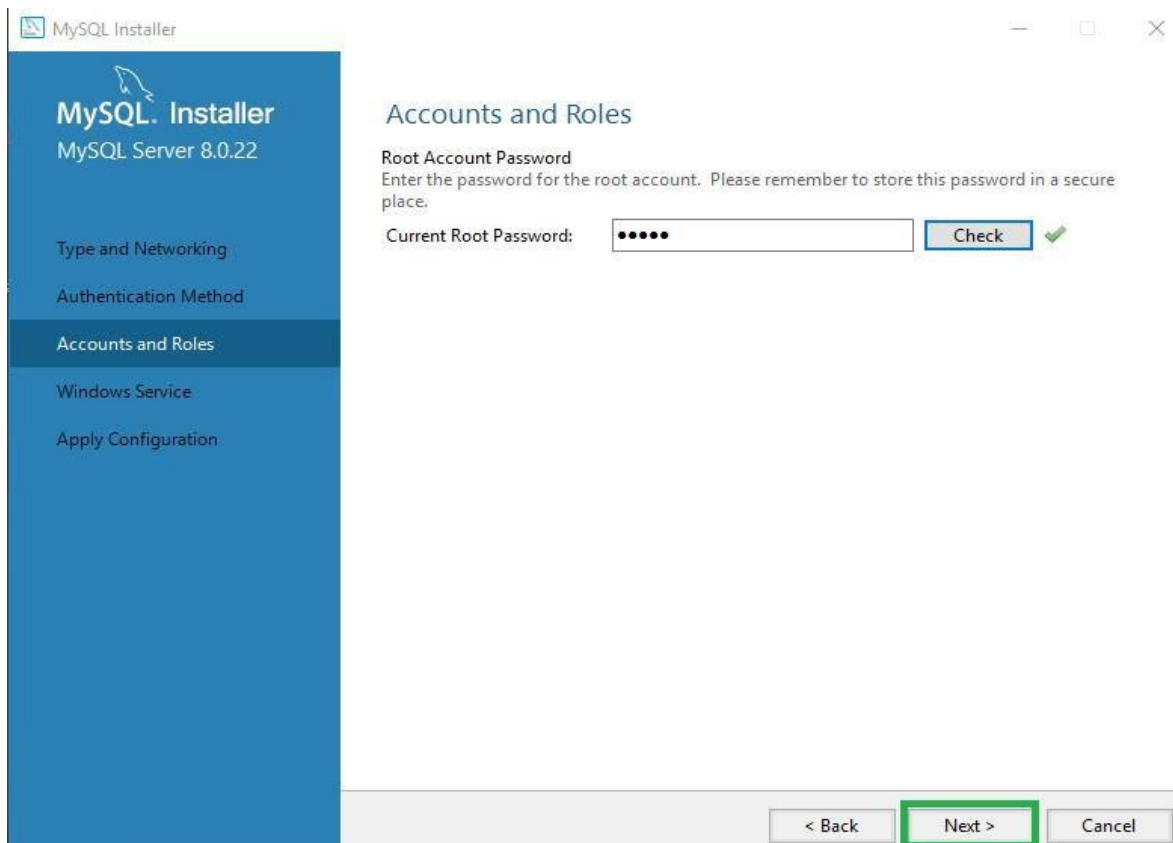 MySQL Installer
MySQL. Installer
MySQL Server 8.0.22
Type and Networking
Authentication Method
Accounts and Roles
Windows Service
Apply Configuration
Accounts and Roles
Root Account Password
Enter the password for the root account. Please remember to store this password in a secure
place.
Current Root Password: ••••• Check
< Back Next > Cancel